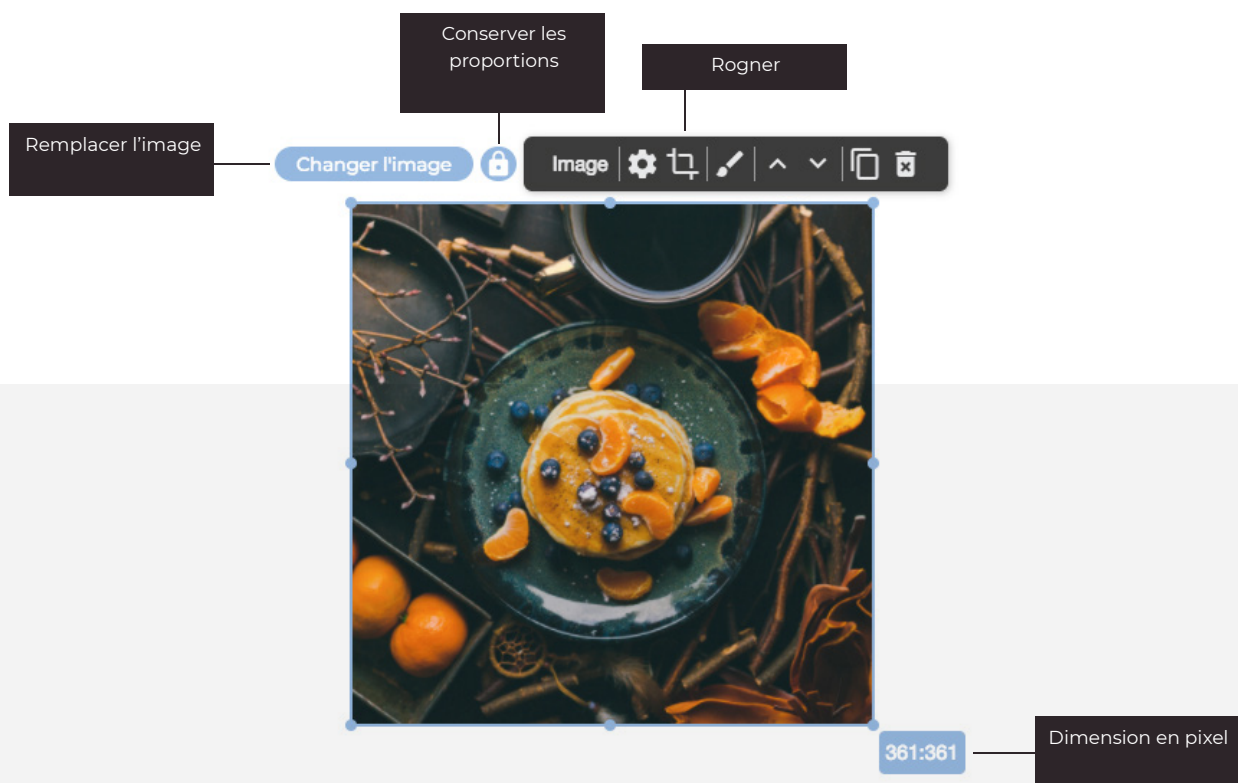 Conserver les
proportions
Rogner
Remplacer l’image
Changer l'image
Image
361:361
Dimension en pixel